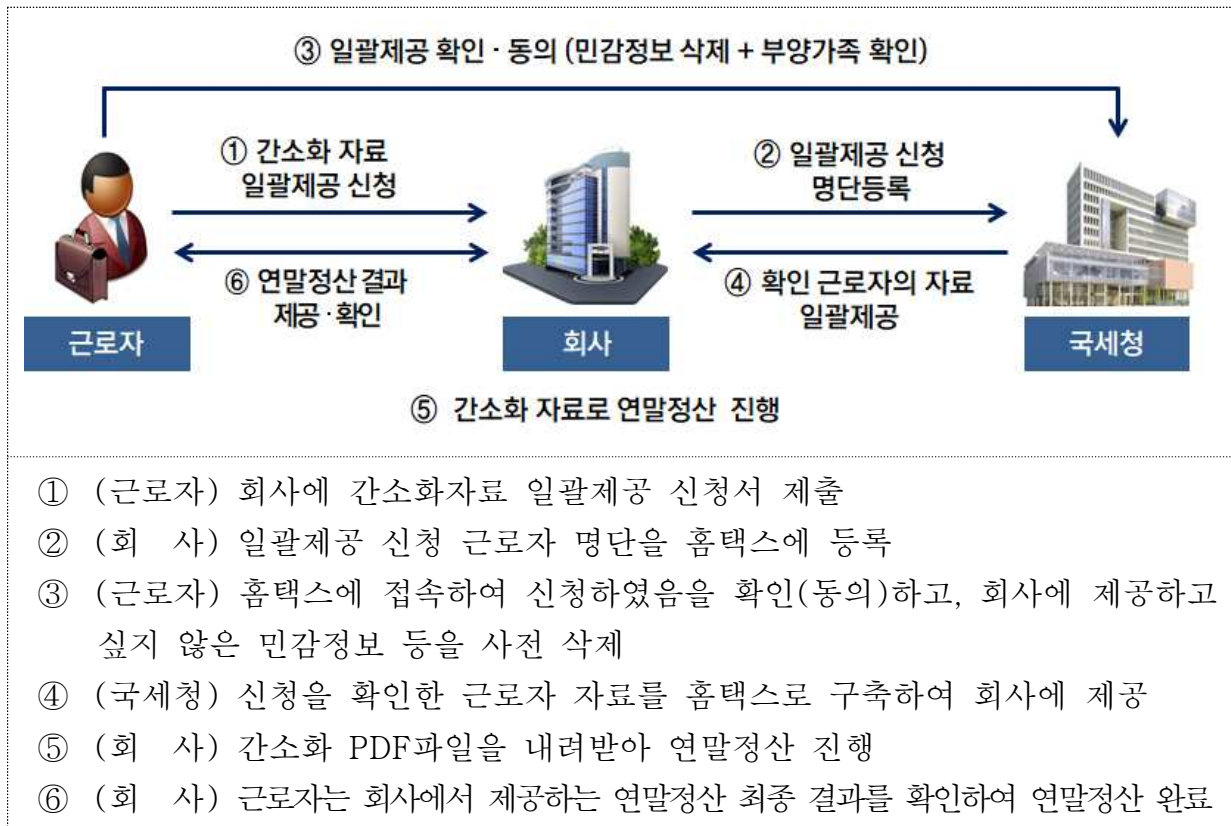 ③ 일괄제공 확인 · 동의 (민감정보 삭제 + 부양가족 확인)
① 간소화 자료
일괄제공 신청
② 일괄제공 신청
명단등록
⑥ 연말정산 결과
제공 · 확인
④ 확인 근로자의 자료
일괄제공
근로자
회사
국세청
⑤ 간소화 자료로 연말정산 진행
① (근로자) 회사에 간소화자료 일괄제공 신청서 제출
② (회 사) 일괄제공 신청 근로자 명단을 홈택스에 등록
③ (근로자) 홈택스에 접속하여 신청하였음을 확인(동의)하고, 회사에 제공하고
싶지 않은 민감정보 등을 사전 삭제
④ (국세청) 신청을 확인한 근로자 자료를 홈택스로 구축하여 회사에 제공
⑤ (회 사) 간소화 PDF파일을 내려받아 연말정산 진행
⑥ (회 사) 근로자는 회사에서 제공하는 연말정산 최종 결과를 확인하여 연말정산 완료